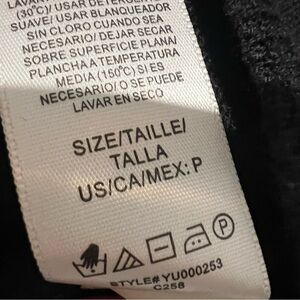 (30°C)/ USAR DETERGENTE
SUAVE/ USAR BLANQUEADOR
SIN CLORO CUANDO SEA
NECESARIO/ DEJAR SECAR
SOBRE SUPERFICIE PLANA/
PLANCHA A TEMPERATURA
MEDIA (150°C) SI ES
NECESARIO/ O SE PUEDE
LAVAR EN SECO
SIZE/TAILLE/
TALLA
US/CA/MEX: P
P
STYLE# YU000253
C258